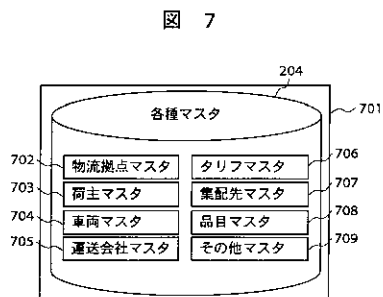 図 7
204
701
各種マスタ
702 物流拠点マスタ タリフマスタ 706
703 荷主マスタ 集配先マスタ 707
704 車両マスタ 品目マスタ 708
705 運送会社マスタ その他マスタ 709